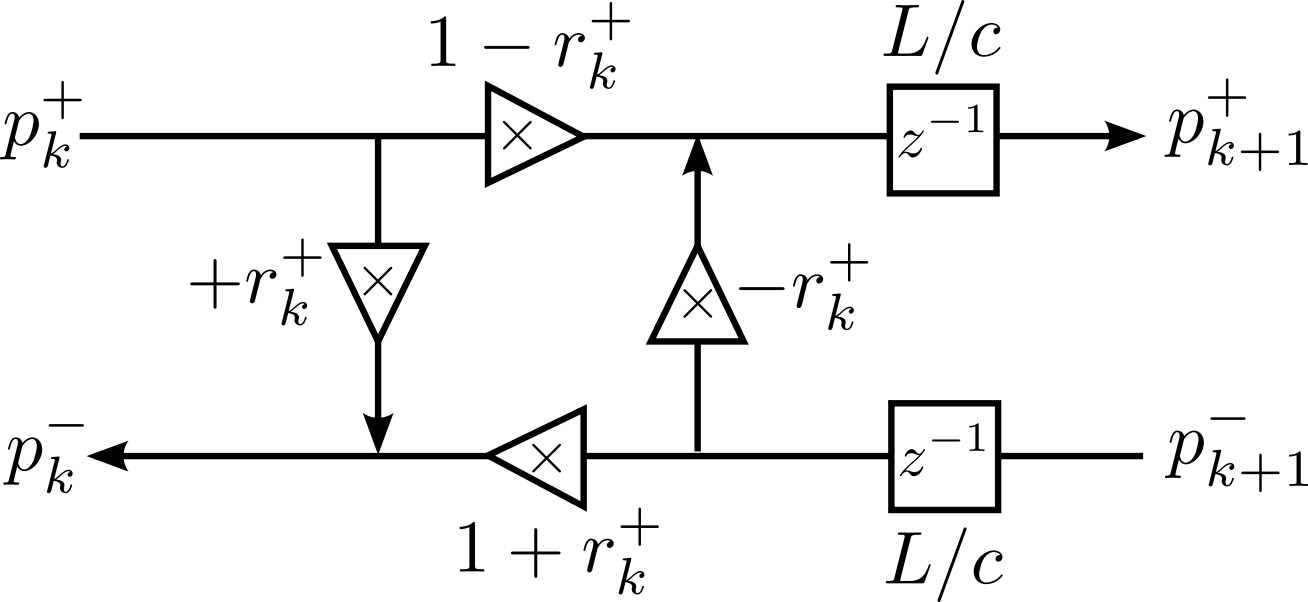 1 − r_k^+ L/c
p_k^+ × z^{−1} p_{k+1}^+
+r_k^+ × × −r_k^+
p_k^− × z^{−1} p_{k+1}^−
1 + r_k^+ L/c